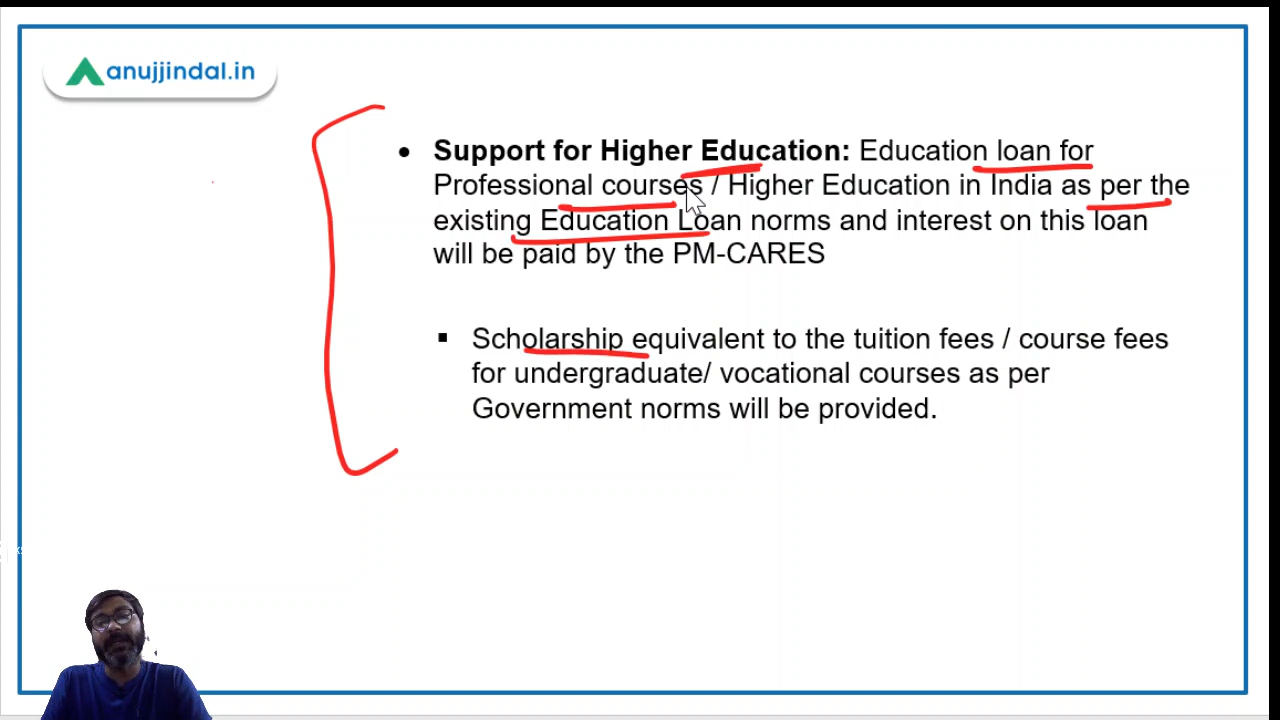 anujjindal.in
• Support for Higher Education: Education loan for
Professional courses / Higher Education in India as per the
existing Education Loan norms and interest on this loan
will be paid by the PM-CARES
▪ Scholarship equivalent to the tuition fees / course fees
for undergraduate/ vocational courses as per
Government norms will be provided.